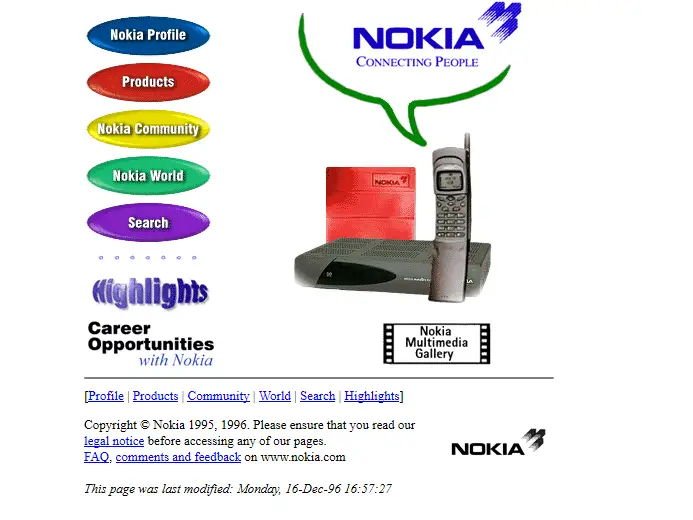 Nokia Profile
Products
Nokia Community
Nokia World
Search
Highlights
Career
Opportunities
with Nokia
NOKIA
CONNECTING PEOPLE
NOKIA
NOKIA
Nokia
Multimedia
Gallery
[Profile | Products | Community | World | Search | Highlights]
Copyright © Nokia 1995, 1996. Please ensure that you read our
legal notice before accessing any of our pages.
FAQ, comments and feedback on www.nokia.com
NOKIA
This page was last modified: Monday, 16-Dec-96 16:57:27